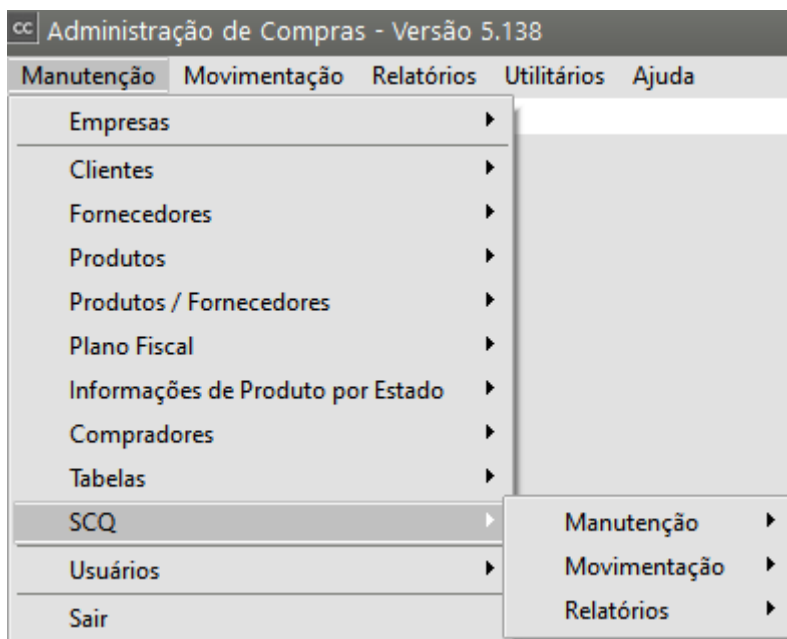 cc Administração de Compras - Versão 5.138
Manutenção Movimentação Relatórios Utilitários Ajuda
Empresas
Clientes
Fornecedores
Produtos
Produtos / Fornecedores
Plano Fiscal
Informações de Produto por Estado
Compradores
Tabelas
SCQ
Manutenção
Usuários
Movimentação
Sair
Relatórios